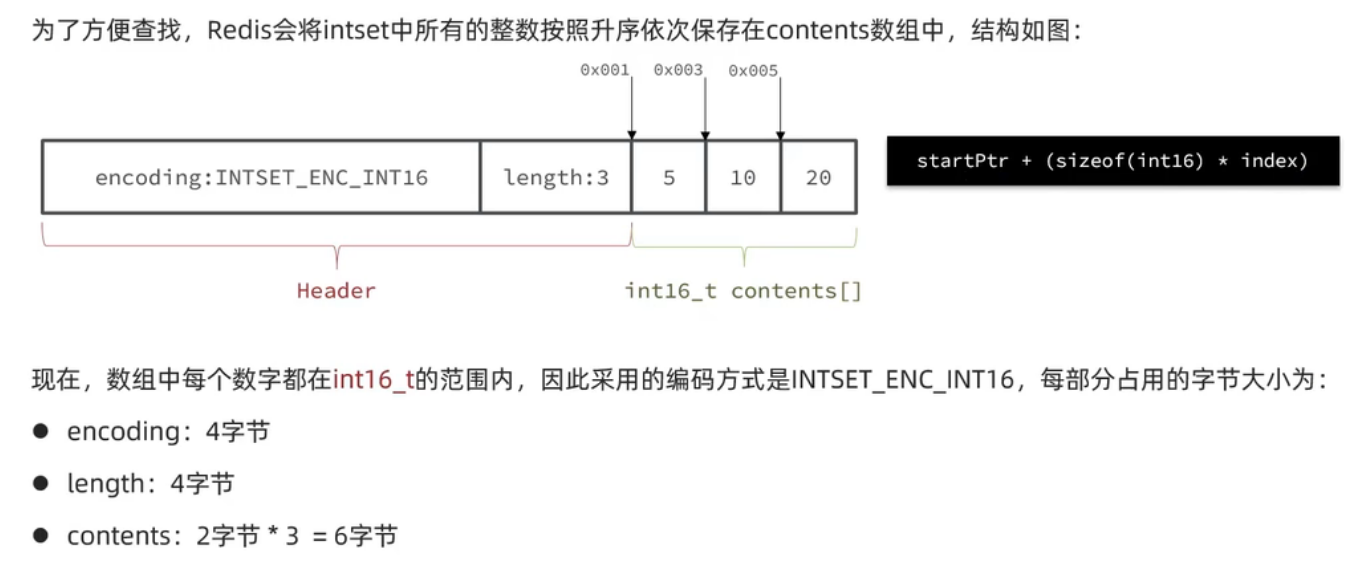 为了方便查找，Redis会将intset中所有的整数按照升序依次保存在contents数组中，结构如图：
0x001 0x003 0x005
encoding:INTSET_ENC_INT16 length:3 5 10 20 startPtr + (sizeof(int16) * index)
Header int16_t contents[]
现在，数组中每个数字都在int16_t的范围内，因此采用的编码方式是INTSET_ENC_INT16，每部分占用的字节大小为：
● encoding：4字节
● length：4字节
● contents：2字节 * 3 = 6字节